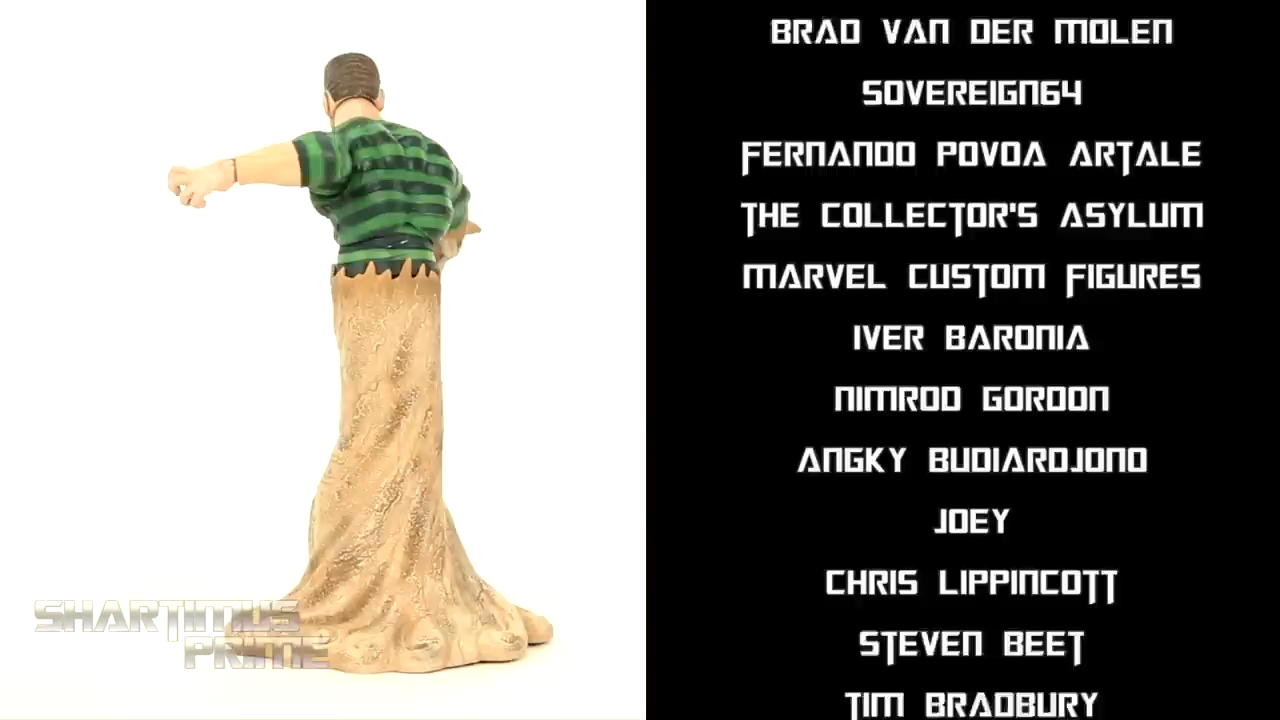 BRAD VAN DER MOLEN
SOVEREIGN64
FERNANDO POVOA ARTALE
THE COLLECTOR'S ASYLUM
MARVEL CUSTOM FIGURES
IVER BARONIA
NIMROD GORDON
ANGKY BUDIARDJONO
JOEY
CHRIS LIPPINCOTT
STEVEN BEET
TIM BRADBURY
SHARTIMUS
PRIME